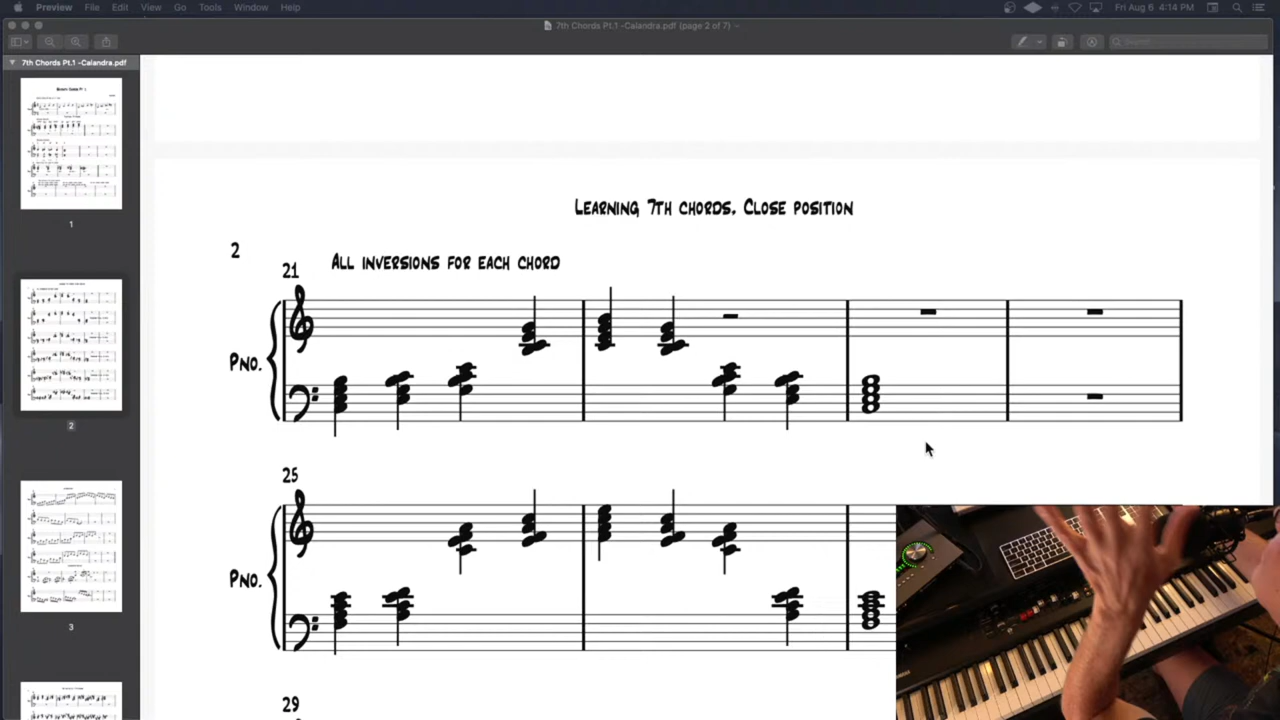 Preview File Edit View Go Tools Window Help Fri Aug 6 4:14 PM
7th Chords Pt.1 -Calandra.pdf (page 2 of 7)
Search
7th Chords Pt.1 -Calandra.pdf
1
2
3
Learning 7th chords. Close position
2
All inversions for each chord
21
Pno.
25
Pno.
29